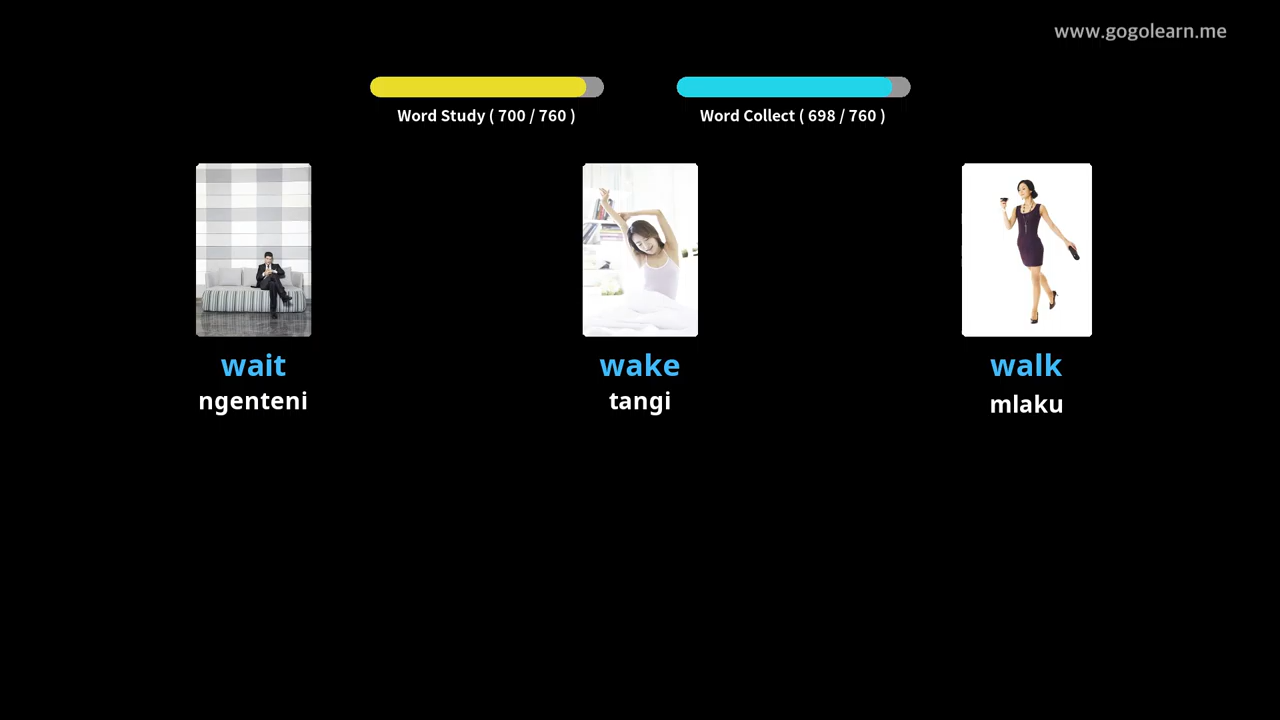 www.gogolearn.me
Word Study ( 700 / 760 )
Word Collect ( 698 / 760 )
wait
ngenteni
wake
tangi
walk
mlaku